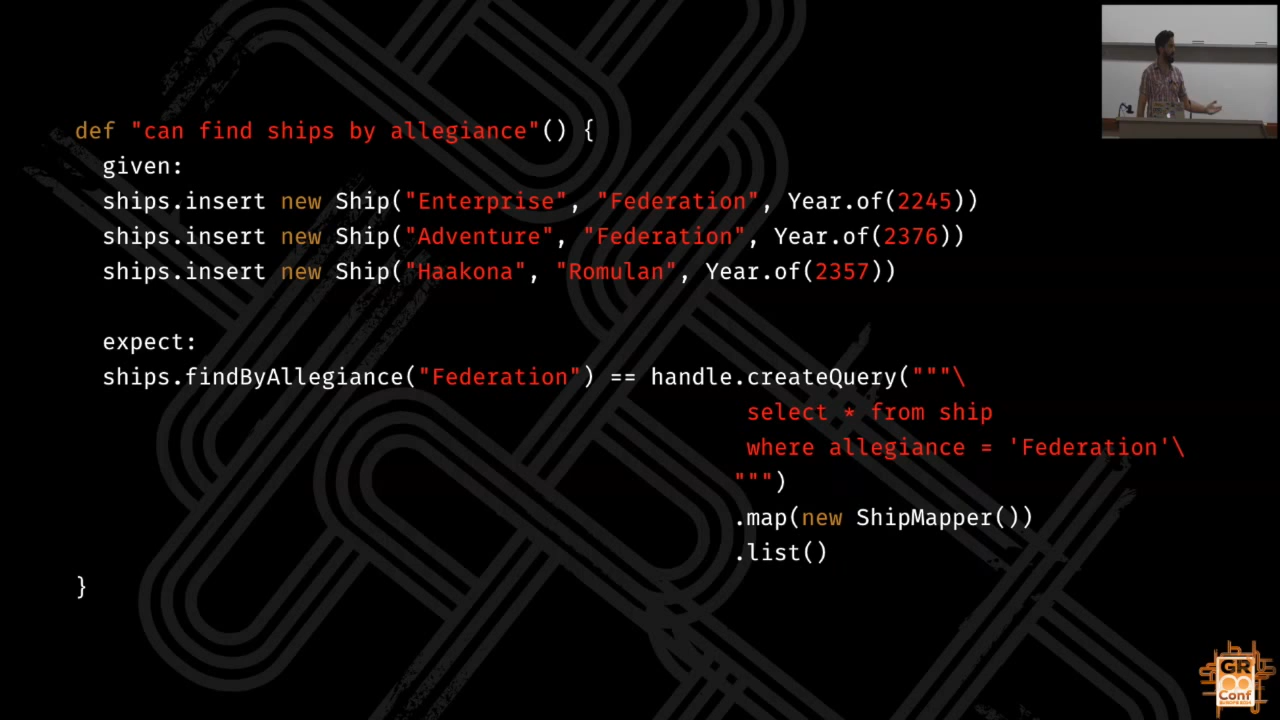 def "can find ships by allegiance"() {
given:
ships.insert new Ship("Enterprise", "Federation", Year.of(2245))
ships.insert new Ship("Adventure", "Federation", Year.of(2376))
ships.insert new Ship("Haakona", "Romulan", Year.of(2357))
expect:
ships.findByAllegiance("Federation") == handle.createQuery("""\
select * from ship
where allegiance = 'Federation'\
""")
.map(new ShipMapper())
.list()
}
GR
Conf